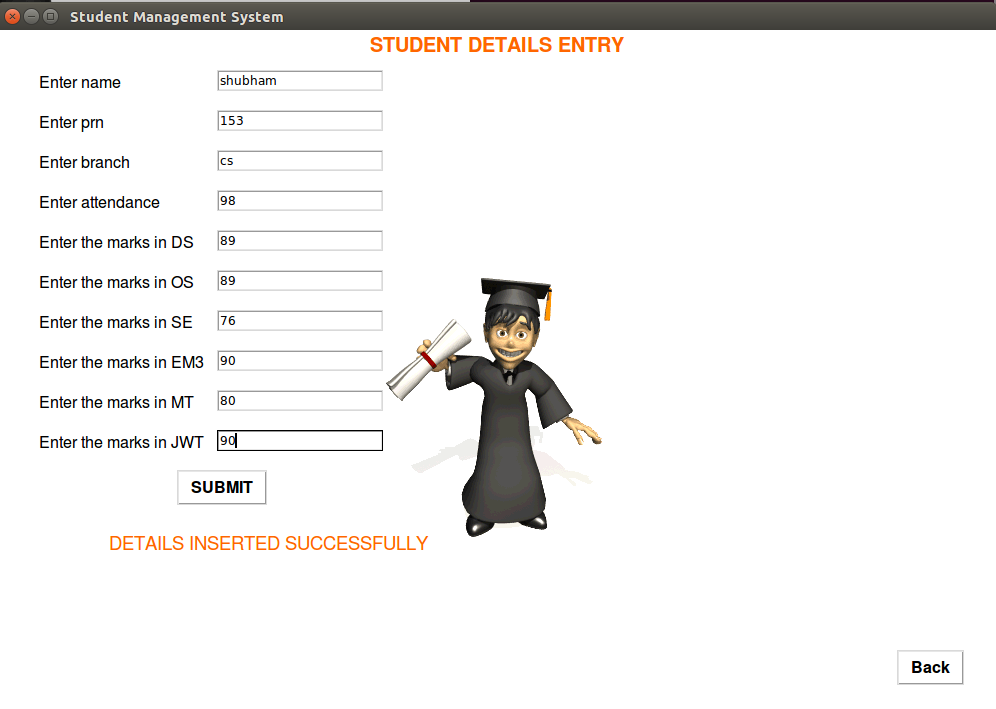 Student Management System
STUDENT DETAILS ENTRY
Enter name shubham
Enter prn 153
Enter branch cs
Enter attendance 98
Enter the marks in DS 89
Enter the marks in OS 89
Enter the marks in SE 76
Enter the marks in EM3 90
Enter the marks in MT 80
Enter the marks in JWT 90
SUBMIT
DETAILS INSERTED SUCCESSFULLY
Back